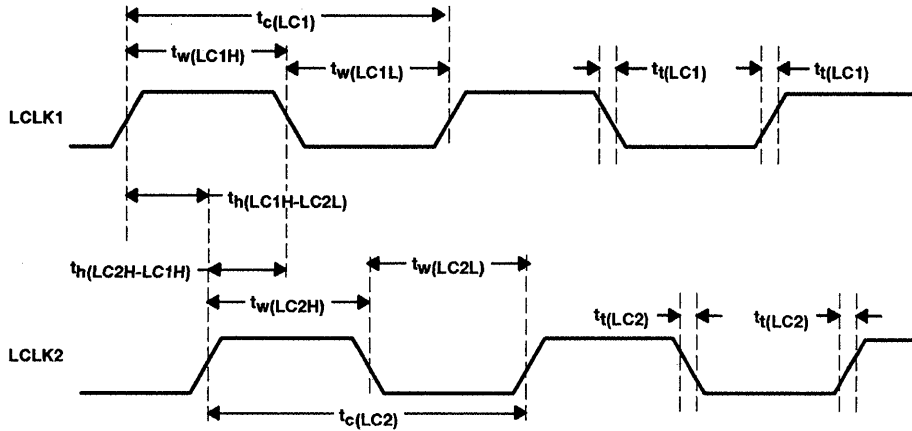 tc(LC1)
tw(LC1H)
tw(LC1L)
tt(LC1)
tt(LC1)
LCLK1
th(LC1H-LC2L)
th(LC2H-LC1H)
tw(LC2L)
tw(LC2H)
tt(LC2)
tt(LC2)
LCLK2
tc(LC2)